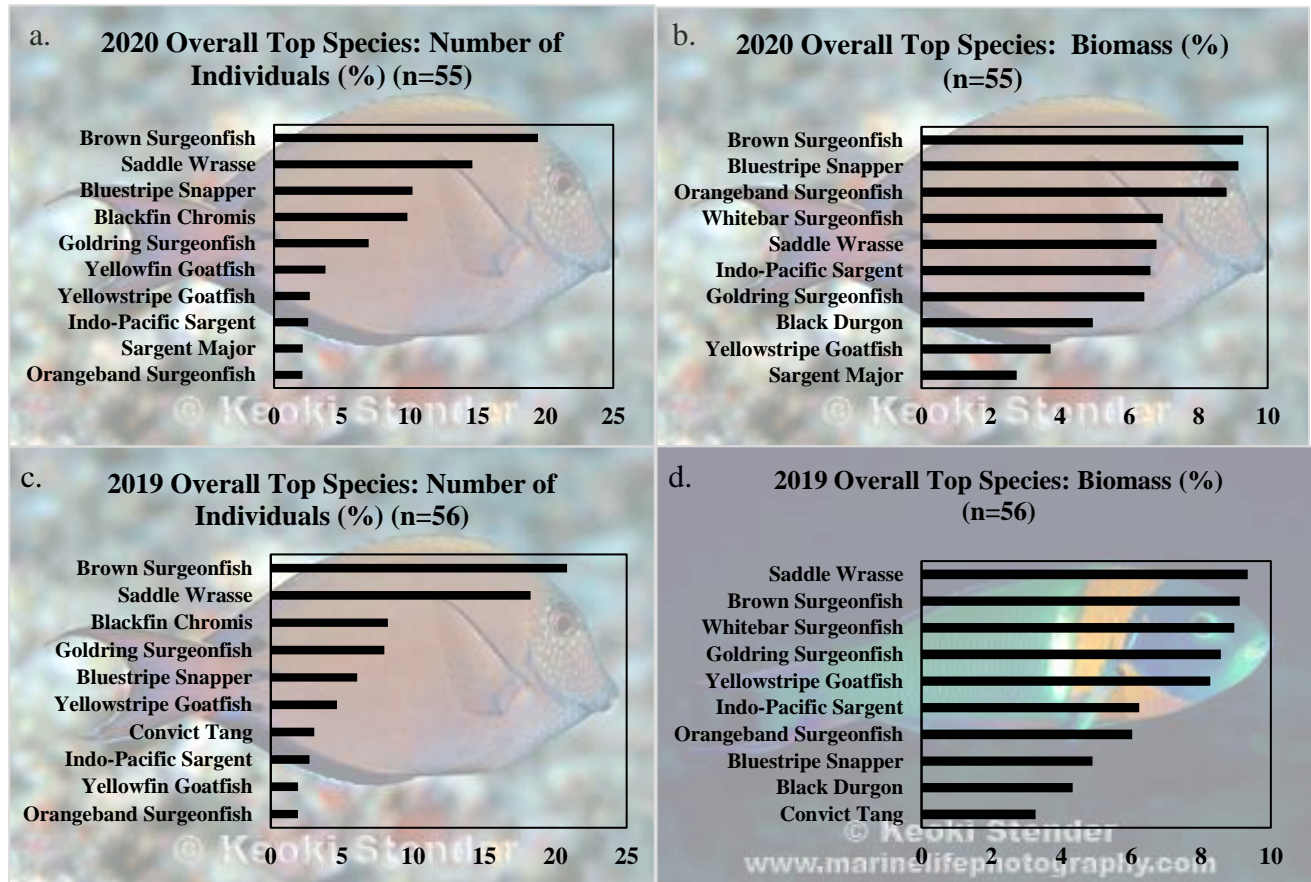 a.
2020 Overall Top Species: Number of
Individuals (%) (n=55)
Brown Surgeonfish
Saddle Wrasse
Bluestripe Snapper
Blackfin Chromis
Goldring Surgeonfish
Yellowfin Goatfish
Yellowstripe Goatfish
Indo-Pacific Sargent
Sargent Major
Orangeband Surgeonfish
0 5 10 15 20 25
© Keoki Stender
b.
2020 Overall Top Species: Biomass (%)
(n=55)
Brown Surgeonfish
Bluestripe Snapper
Orangeband Surgeonfish
Whitebar Surgeonfish
Saddle Wrasse
Indo-Pacific Sargent
Goldring Surgeonfish
Black Durgon
Yellowstripe Goatfish
Sargent Major
0 2 4 6 8 10
© Keoki Stender
c.
2019 Overall Top Species: Number of
Individuals (%) (n=56)
Brown Surgeonfish
Saddle Wrasse
Blackfin Chromis
Goldring Surgeonfish
Bluestripe Snapper
Yellowstripe Goatfish
Convict Tang
Indo-Pacific Sargent
Yellowfin Goatfish
Orangeband Surgeonfish
0 5 10 15 20 25
© Keoki Stender
d.
2019 Overall Top Species: Biomass (%)
(n=56)
Saddle Wrasse
Brown Surgeonfish
Whitebar Surgeonfish
Goldring Surgeonfish
Yellowstripe Goatfish
Indo-Pacific Sargent
Orangeband Surgeonfish
Bluestripe Snapper
Black Durgon
Convict Tang
0 2 4 6 8 10
© Keoki Stender
www.marinelifephotography.com